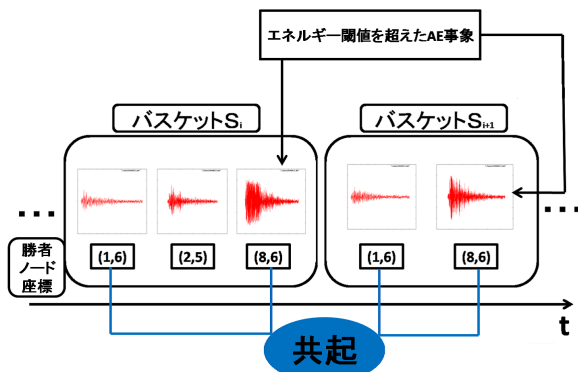 エネルギー閾値を超えたAE事象
バスケットSi
バスケットSi+1
...
...
勝者
ノード
座標
(1,6)
(2,5)
(8,6)
(1,6)
(8,6)
t
共起